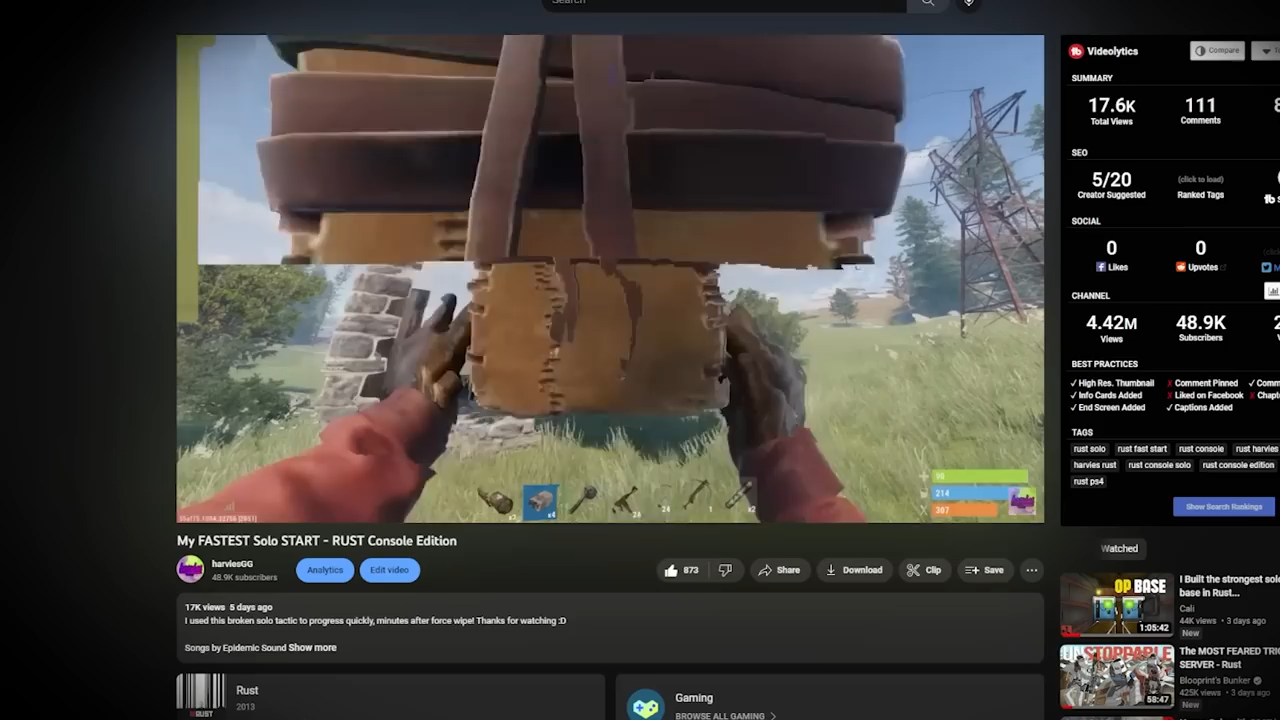 Search
Videolytics
Compare
SUMMARY
17.6K
111
Total Views
Comments
SEO
5/20
(click to load)
Creator Suggested
Ranked Tags
SOCIAL
0
0
Likes
Upvotes
CHANNEL
4.42M
48.9K
Views
Subscribers
BEST PRACTICES
✓ High Res. Thumbnail
✗ Comment Pinned
✓ Comm
✓ Info Cards Added
✗ Liked on Facebook
✗ Chapt
✓ End Screen Added
✓ Captions Added
TAGS
rust solo
rust fast start
rust console
rust harvies
harvies rust
rust console solo
rust console edition
rust ps4
Show Search Rankings
214
367
x2
My FASTEST Solo START - RUST Console Edition
harviesGG
48.9K subscribers
Analytics
Edit video
873
Share
Download
Clip
Save
17K views 5 days ago
I used this broken solo tactic to progress quickly, minutes after force wipe! Thanks for watching :D
Songs by Epidemic Sound Show more
Rust
2013
RUST
Gaming
BROWSE ALL GAMING
Watched
OP BASE
1:05:42
I Built the strongest solo
base in Rust...
Cali
44K views • 3 days ago
New
UNSTOPPABLE
58:47
The MOST FEARED TRI
SERVER - Rust
Blooprint's Bunker
425K views • 3 days ago
New